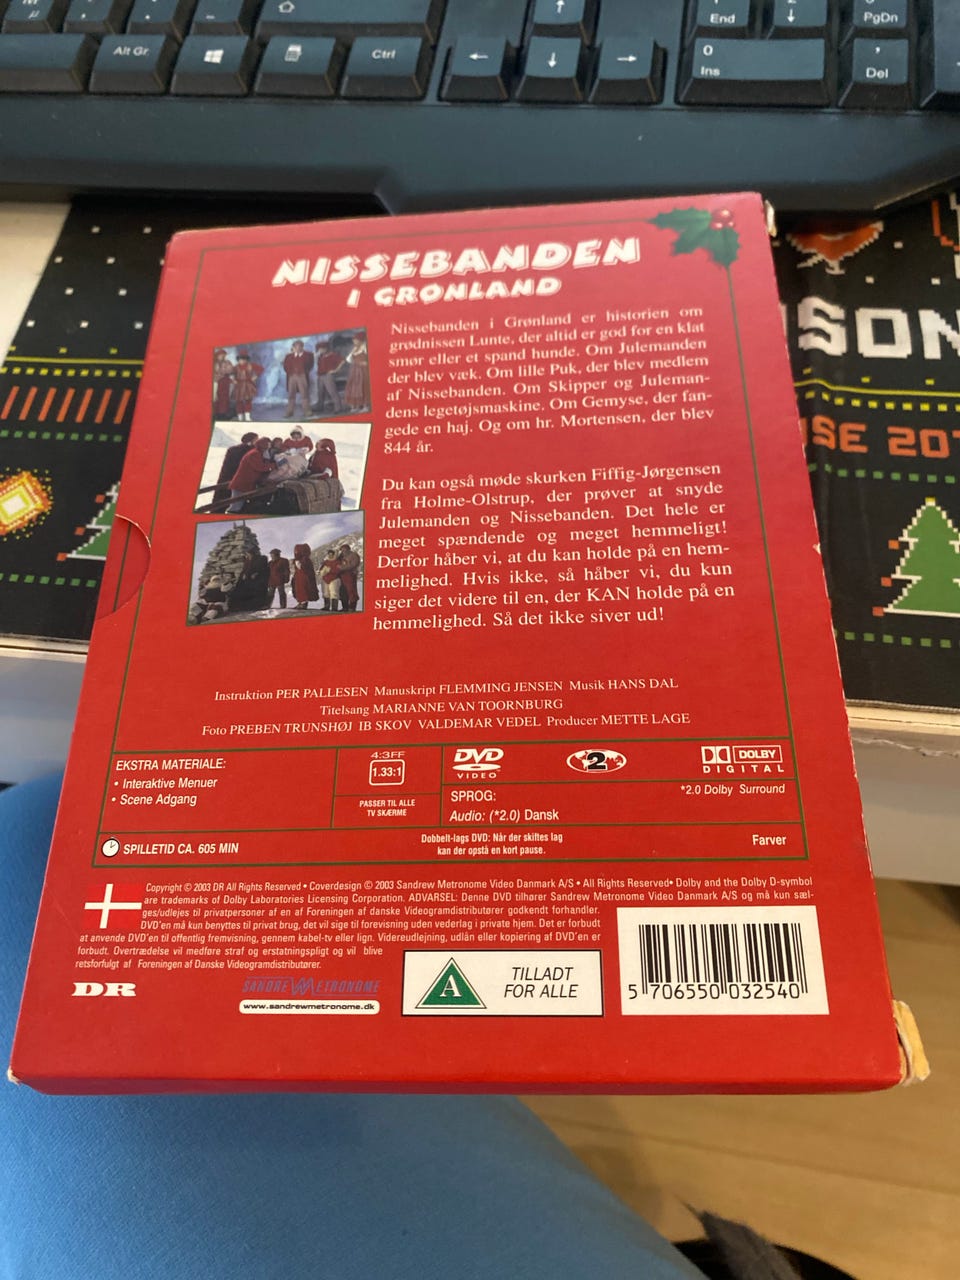 End
PgDn
Alt Gr
Ctrl
0
Ins
,
Del
SON
SE 20
NISSEBANDEN
I GRØNLAND
Nissebanden i Grønland er historien om
grødnissen Lunte, der altid er god for en klat
smør eller et spand hunde. Om Julemanden
der blev væk. Om lille Puk, der blev medlem
af Nissebanden. Om Skipper og Juleman-
dens legetøjsmaskine. Om Gemyse, der fan-
gede en haj. Og om hr. Mortensen, der blev
844 år.
Du kan også møde skurken Fiffig-Jørgensen
fra Holme-Olstrup, der prøver at snyde
Julemanden og Nissebanden. Det hele er
meget spændende og meget hemmeligt!
Derfor håber vi, at du kan holde på en hem-
melighed. Hvis ikke, så håber vi, du kun
siger det videre til en, der KAN holde på en
hemmelighed. Så det ikke siver ud!
Instruktion PER PALLESEN Manuskript FLEMMING JENSEN Musik HANS DAL
Titelsang MARIANNE VAN TOORNBURG
Foto PREBEN TRUNSHØJ IB SKOV VALDEMAR VEDEL Producer METTE LAGE
EKSTRA MATERIALE:
• Interaktive Menuer
• Scene Adgang
4:3FF
1.33:1
PASSER TIL ALLE
TV SKÆRME
DVD
VIDEO
2
DOLBY
DIGITAL
SPROG:
*2.0 Dolby Surround
Audio: (*2.0) Dansk
SPILLETID CA. 605 MIN
Dobbelt-lags DVD: Når der skiftes lag
kan der opstå en kort pause.
Farver
Copyright © 2003 DR All Rights Reserved • Coverdesign © 2003 Sandrew Metronome Video Danmark A/S • All Rights Reserved• Dolby and the Dolby D-symbol
are trademarks of Dolby Laboratories Licensing Corporation. ADVARSEL: Denne DVD tilhører Sandrew Metronome Video Danmark A/S og må kun sæl-
ges/udlejes til privatpersoner af en af Foreningen af danske Videogramdistributører godkendt forhandler.
DVD'en må kun benyttes til privat brug, det vil sige til forevisning uden vederlag i private hjem. Det er forbudt
at anvende DVD'en til offentlig fremvisning, gennem kabel-tv eller lign. Videreudlejning, udlån eller kopiering af DVD'en er
forbudt. Overtrædelse vil medføre straf og erstatningspligt og vil blive
retsforfulgt af Foreningen af Danske Videogramdistributører.
DR
SANDREW METRONOME
www.sandrewmetronome.dk
A
TILLADT
FOR ALLE
5 706550 032540